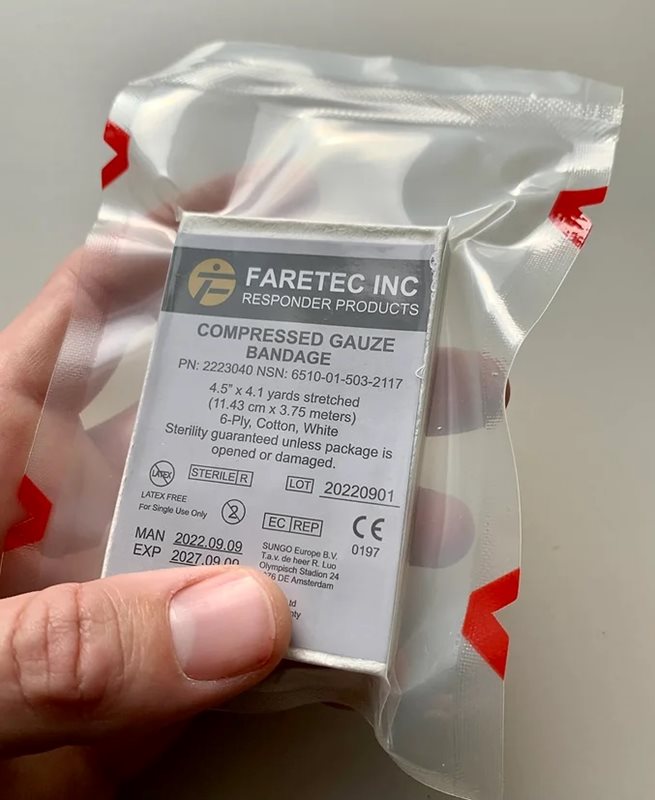 FARETEC INC
RESPONDER PRODUCTS
COMPRESSED GAUZE
BANDAGE
PN: 2223040 NSN: 6510-01-503-2117
4.5" x 4.1 yards stretched
(11.43 cm x 3.75 meters)
6-Ply, Cotton, White
Sterility guaranteed unless package is
opened or damaged.
LATEX
STERILE R
LOT 20220901
LATEX FREE
For Single Use Only
2
EC REP
CE
0197
MAN 2022.09.09
EXP 2027.09.09
SUNGO Europe B.V.
T.a.v. de heer R. Luo
Olympisch Stadion 24
DE Amsterdam